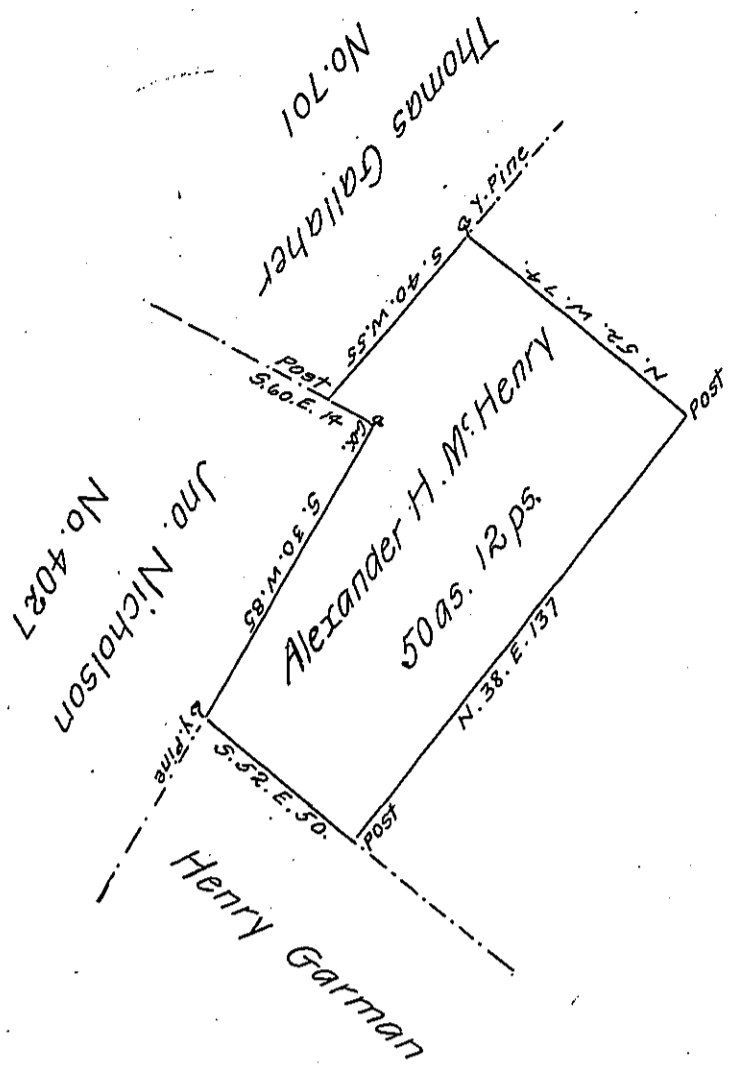 Thomas Gallaher
No. 701
Y. Pine
S. 40. W. 55
N. 52. W. 74.
Post
S. 60. E. 14
Post
S. 30. W. 85
Jno. Nicholson
No. 4027
Alexander H. McHenry
50 as. 12 ps.
N. 38. E. 137
y. Pine
S. 52. E. 50.
Post
Henry Garman